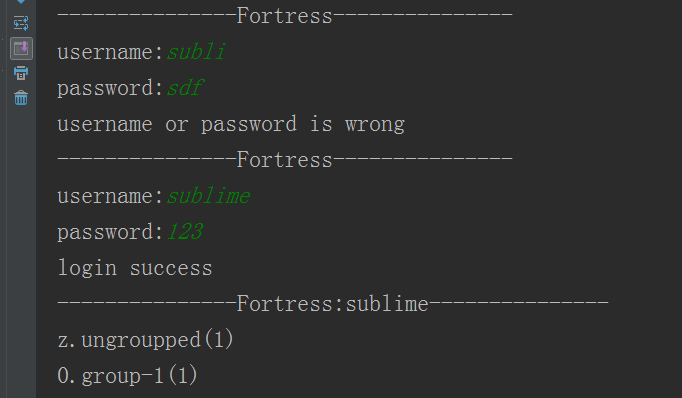 ---------------Fortress---------------
username:subli
password:sdf
username or password is wrong
---------------Fortress---------------
username:sublime
password:123
login success
---------------Fortress:sublime---------------
z.ungroupped(1)
0.group-1(1)